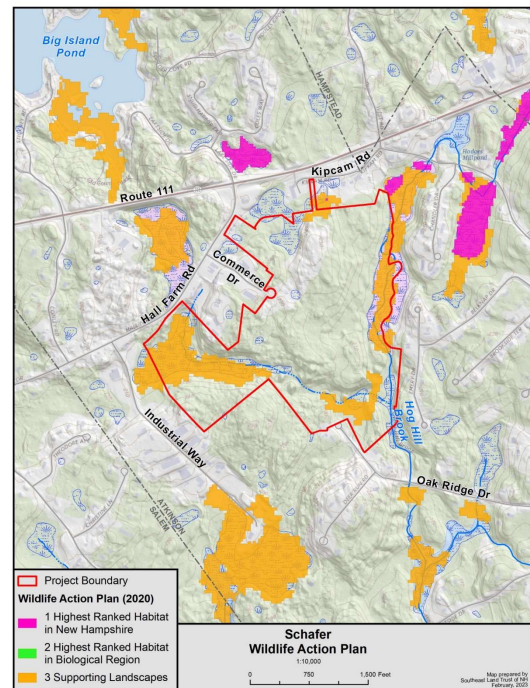 Big Island
Pond
HAMPSTEAD
Kipcam Rd
Route 111
Commerce
Dr
Hall Farm Rd
Industrial Way
Hog Hill
Brook
Oak Ridge Dr
ATKINSON
SALEM
Project Boundary
Wildlife Action Plan (2020)
1 Highest Ranked Habitat
in New Hampshire
2 Highest Ranked Habitat
in Biological Region
3 Supporting Landscapes
Schafer
Wildlife Action Plan
1:10,000
0 750 1,500 Feet
Map prepared by
Southeast Land Trust of NH
February, 2023